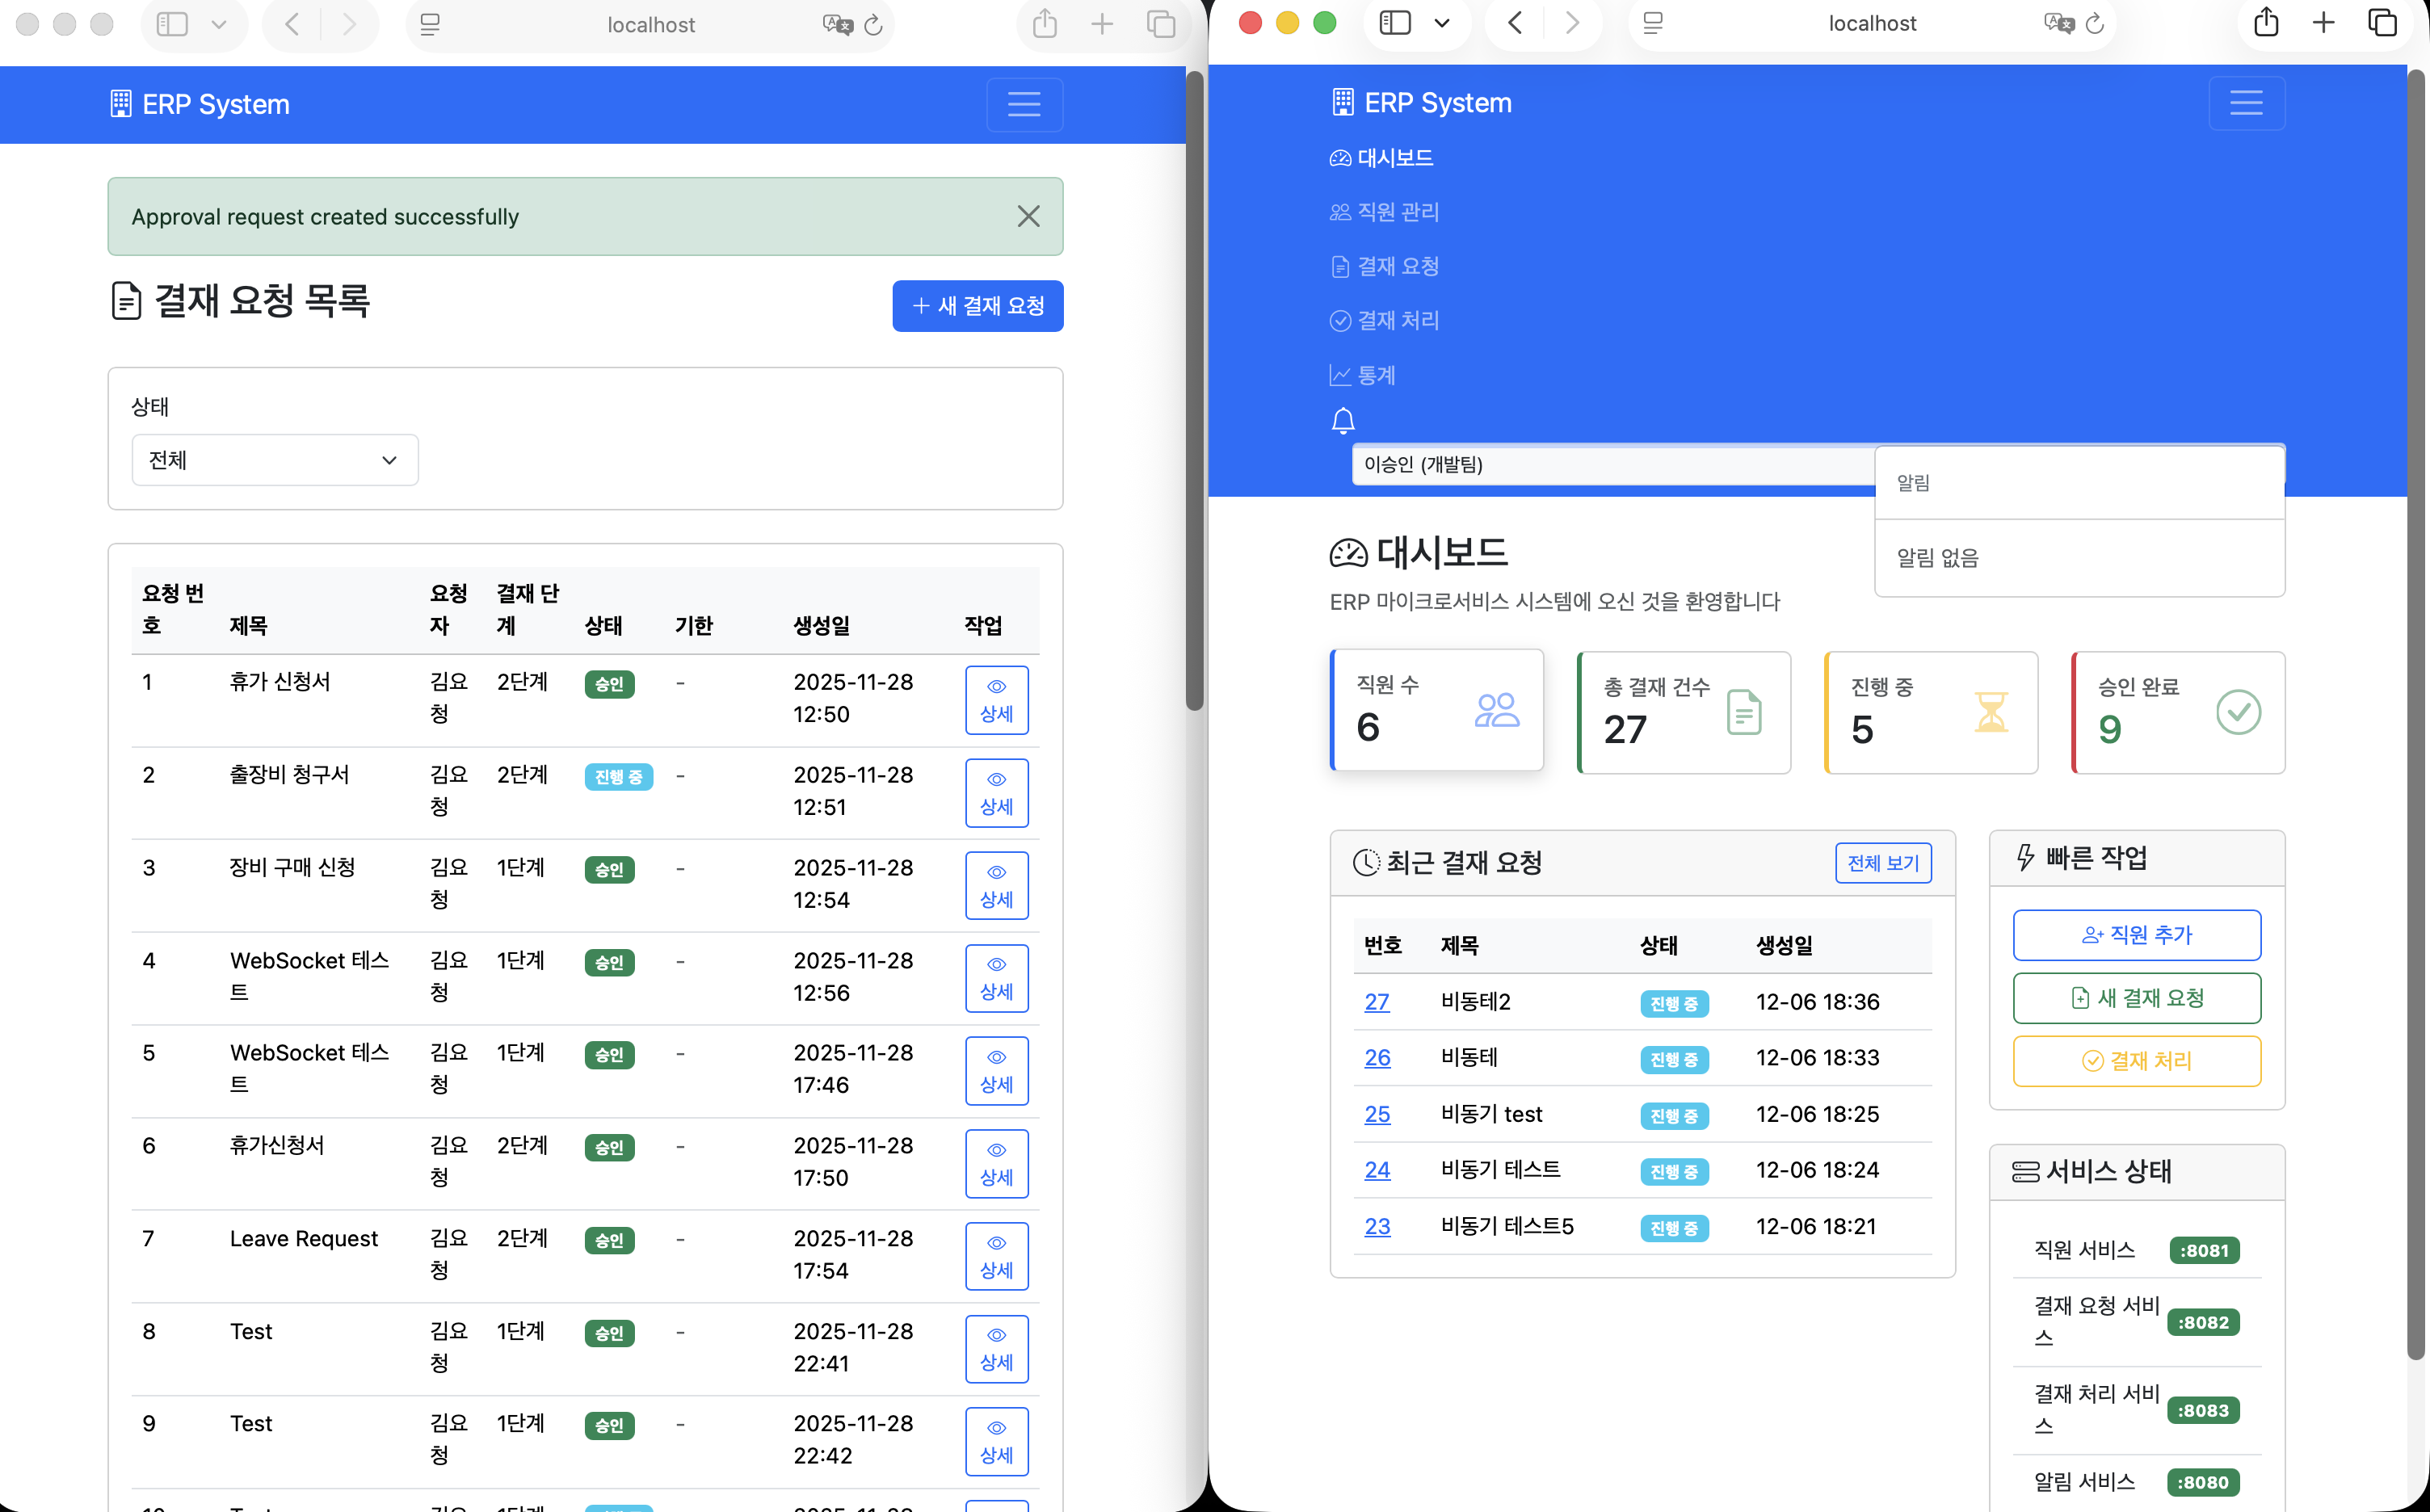 localhost
ERP System
Approval request created successfully
결재 요청 목록
+ 새 결재 요청
상태
전체
요청 번호 제목 요청자 결재 단계 상태 기한 생성일 작업
1 휴가 신청서 김요청 2단계 승인 - 2025-11-28 12:50 상세
2 출장비 청구서 김요청 2단계 진행 중 - 2025-11-28 12:51 상세
3 장비 구매 신청 김요청 1단계 승인 - 2025-11-28 12:54 상세
4 WebSocket 테스트 김요청 1단계 승인 - 2025-11-28 12:56 상세
5 WebSocket 테스트 김요청 1단계 승인 - 2025-11-28 17:46 상세
6 휴가신청서 김요청 2단계 승인 - 2025-11-28 17:50 상세
7 Leave Request 김요청 2단계 승인 - 2025-11-28 17:54 상세
8 Test 김요청 1단계 승인 - 2025-11-28 22:41 상세
9 Test 김요청 1단계 승인 - 2025-11-28 22:42 상세
localhost
ERP System
대시보드
직원 관리
결재 요청
결재 처리
통계
이승인 (개발팀)
알림
알림 없음
대시보드
ERP 마이크로서비스 시스템에 오신 것을 환영합니다
직원 수
6
총 결재 건수
27
진행 중
5
승인 완료
9
최근 결재 요청
전체 보기
번호 제목 상태 생성일
27 비동테2 진행 중 12-06 18:36
26 비동테 진행 중 12-06 18:33
25 비동기 test 진행 중 12-06 18:25
24 비동기 테스트 진행 중 12-06 18:24
23 비동기 테스트5 진행 중 12-06 18:21
빠른 작업
직원 추가
새 결재 요청
결재 처리
서비스 상태
직원 서비스 :8081
결재 요청 서비스 :8082
결재 처리 서비스 :8083
알림 서비스 :8080